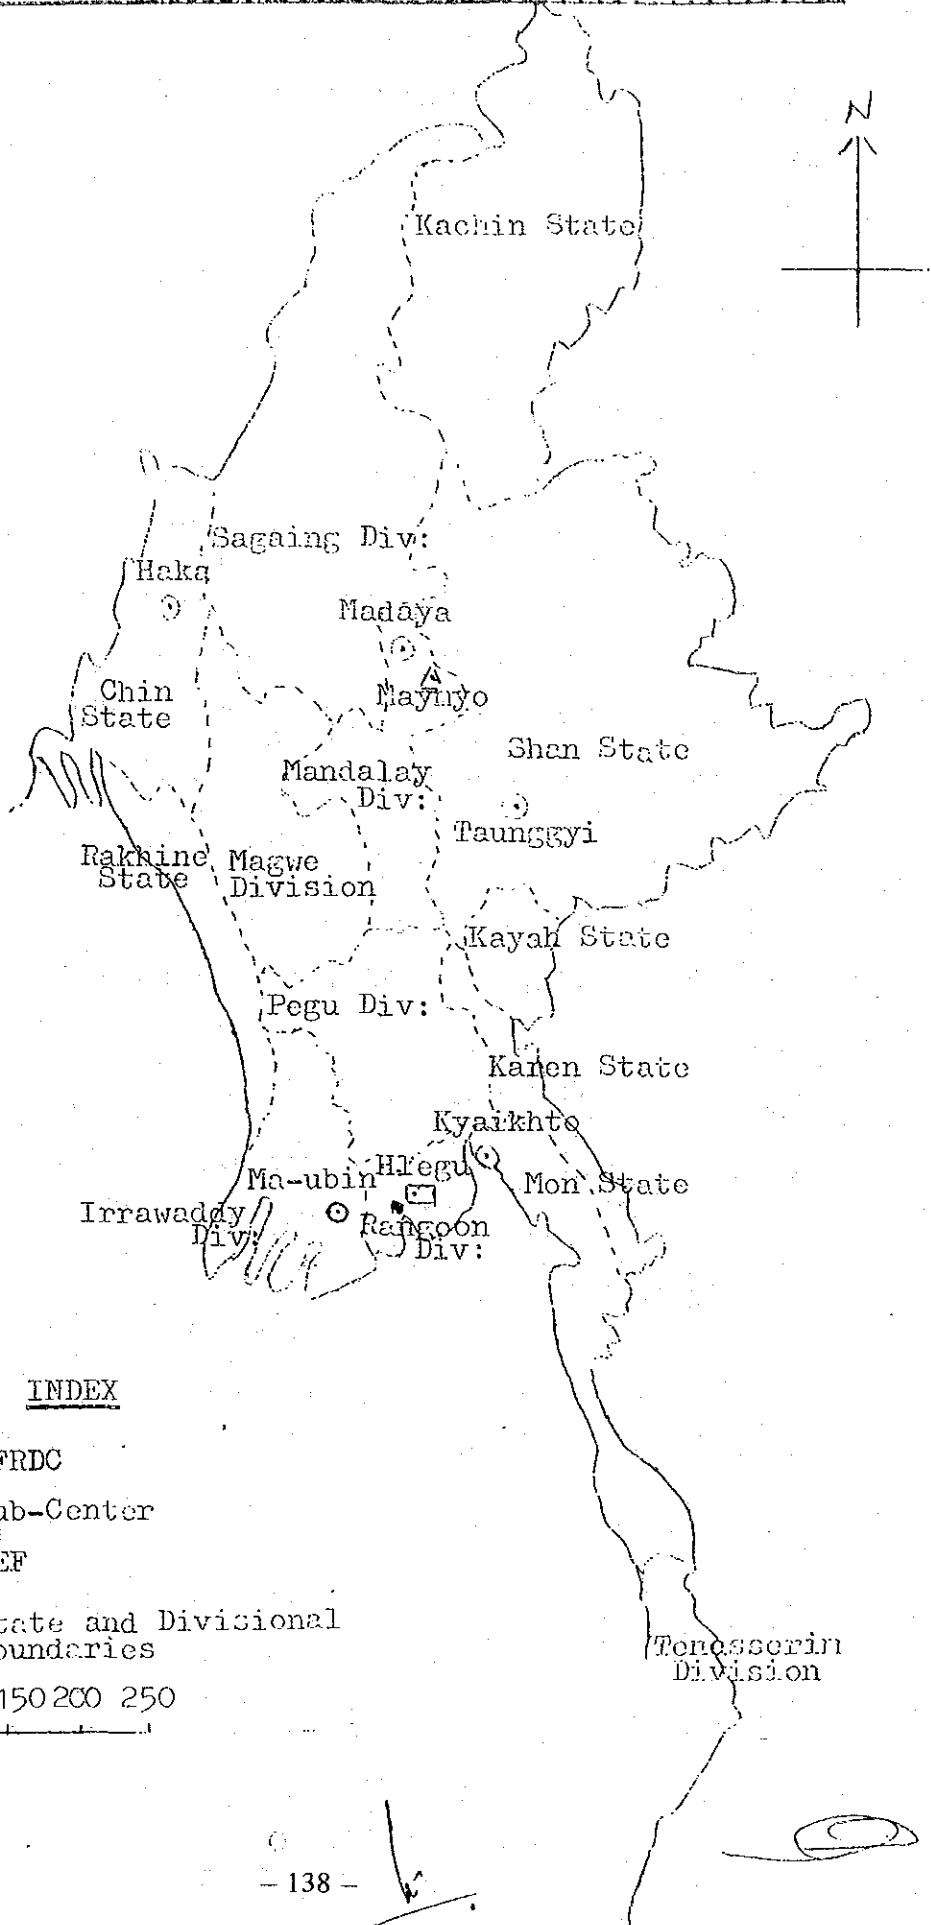 N
Kachin State
Sagaing Div:
Haka
Madaya
Maymyo
Chin
State
Shan State
Mandalay
Div:
Taunggyi
Rakhine
State
Magwe
Division
Kayah State
Pegu Div:
Karen State
Kyaikhto
Hlegu
Ma-ubin
Mon State
Irrawaddy
Div:
Rangoon
Div:
INDEX
FRDC
ub-Center
EF
tate and Divisional
oundaries
150 200 250
Tenasserin
Division
- 138 -